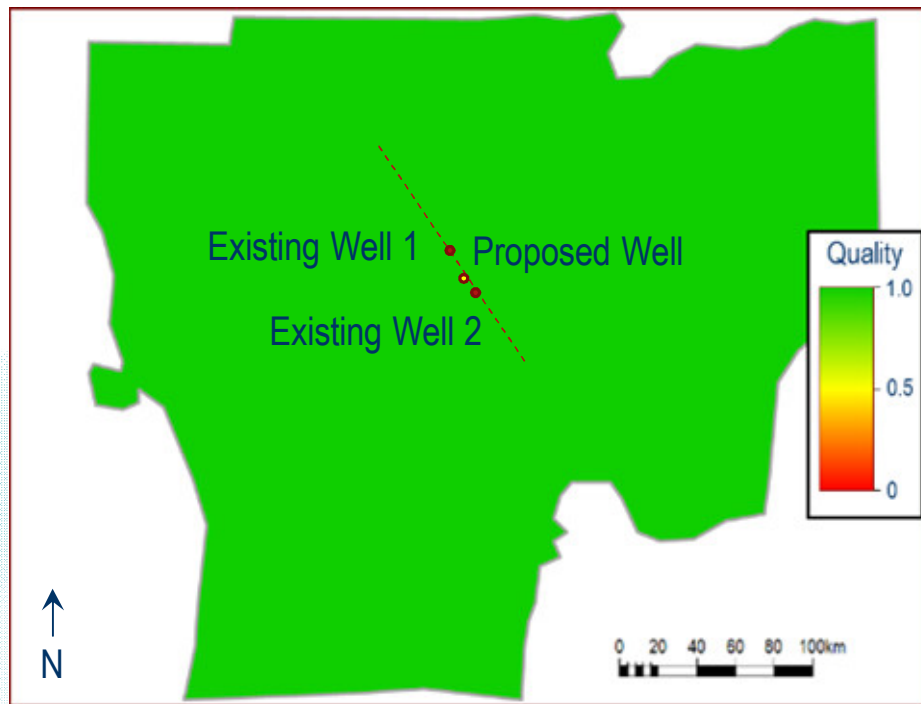 Existing Well 1
Proposed Well
Existing Well 2
Quality
1.0
0.5
0
N
0 20 40 60 80 100km